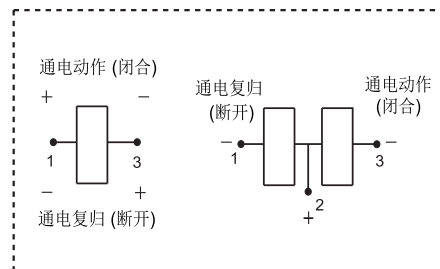 通电动作 (闭合)
+ −
1 3
− +
通电复归 (断开)
通电复归
(断开)
通电动作
(闭合)
− −
1 3
2
+